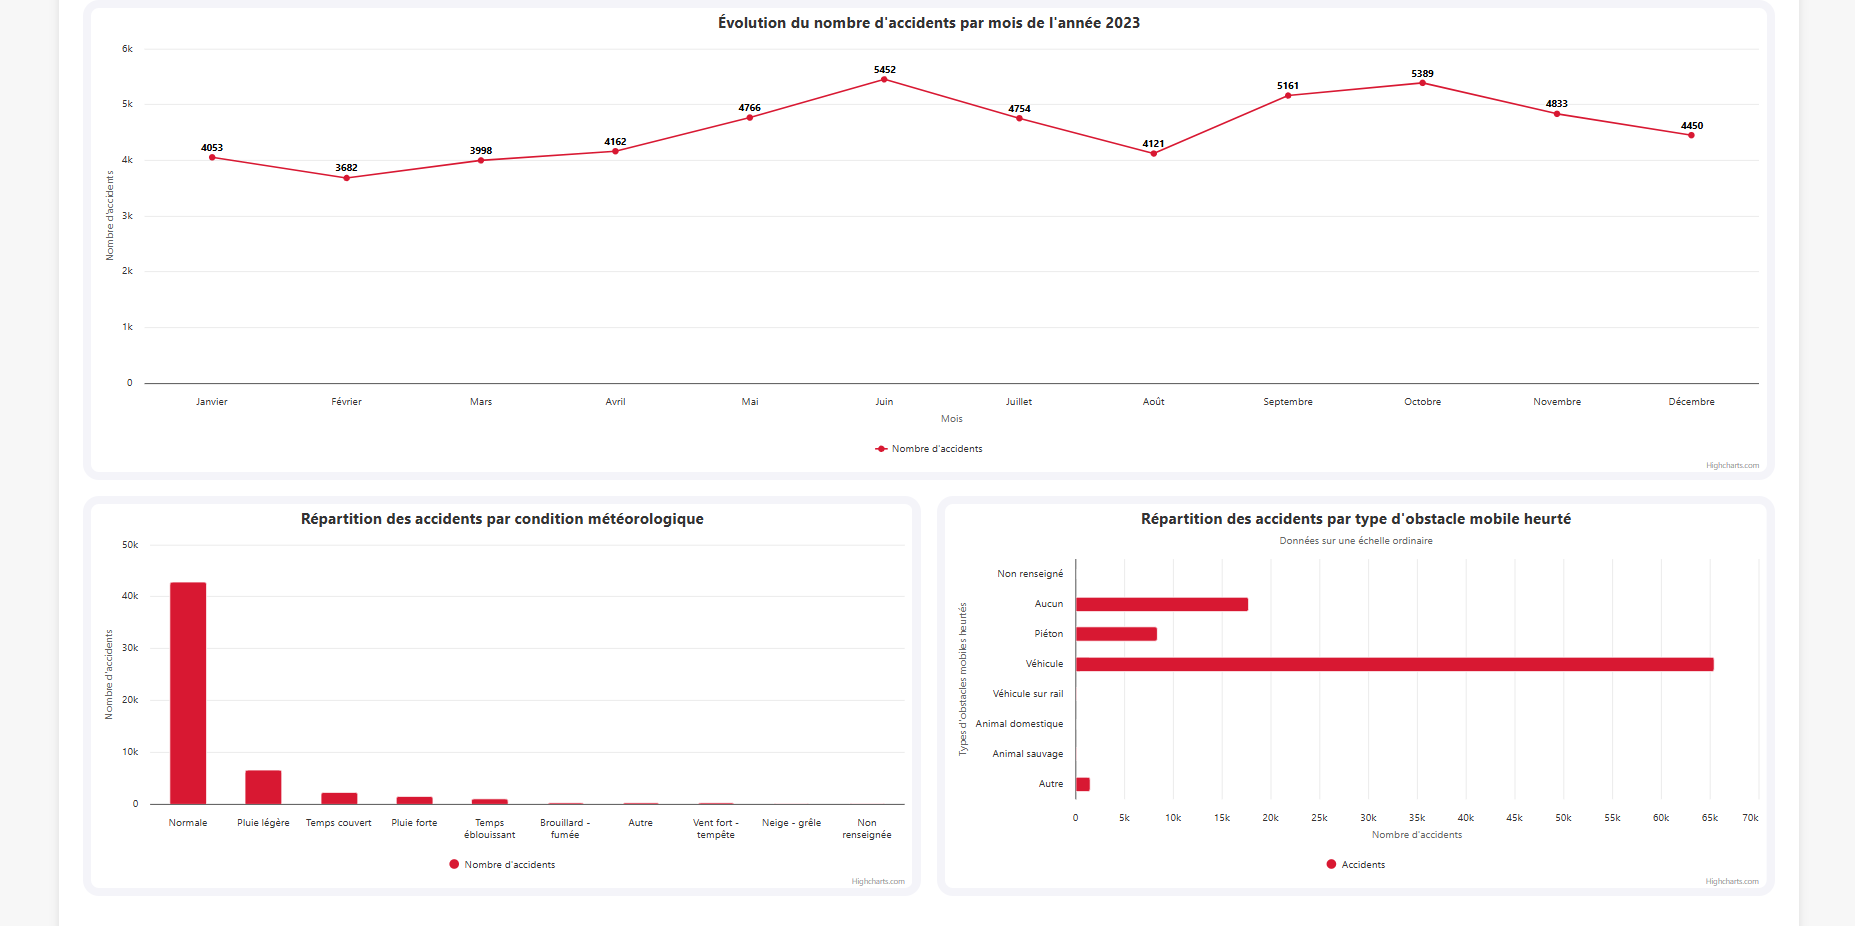 Évolution du nombre d'accidents par mois de l'année 2023
6k
5k
4k
3k
2k
1k
0
Nombre d'accidents
4053
3682
3998
4162
4766
5452
4754
4121
5161
5389
4833
4450
Janvier
Février
Mars
Avril
Mai
Juin
Juillet
Août
Septembre
Octobre
Novembre
Décembre
Mois
Nombre d'accidents
Highcharts.com
Répartition des accidents par condition météorologique
50k
40k
30k
20k
10k
0
Nombre d'accidents
Normale
Pluie légère
Temps couvert
Pluie forte
Temps
éblouissant
Brouillard -
fumée
Autre
Vent fort -
tempête
Neige - grêle
Non
renseignée
Nombre d'accidents
Highcharts.com
Répartition des accidents par type d'obstacle mobile heurté
Données sur une échelle ordinaire
Types d'obstacles mobiles heurtés
Non renseigné
Aucun
Piéton
Véhicule
Véhicule sur rail
Animal domestique
Animal sauvage
Autre
0
5k
10k
15k
20k
25k
30k
35k
40k
45k
50k
55k
60k
65k
70k
Nombre d'accidents
Accidents
Highcharts.com